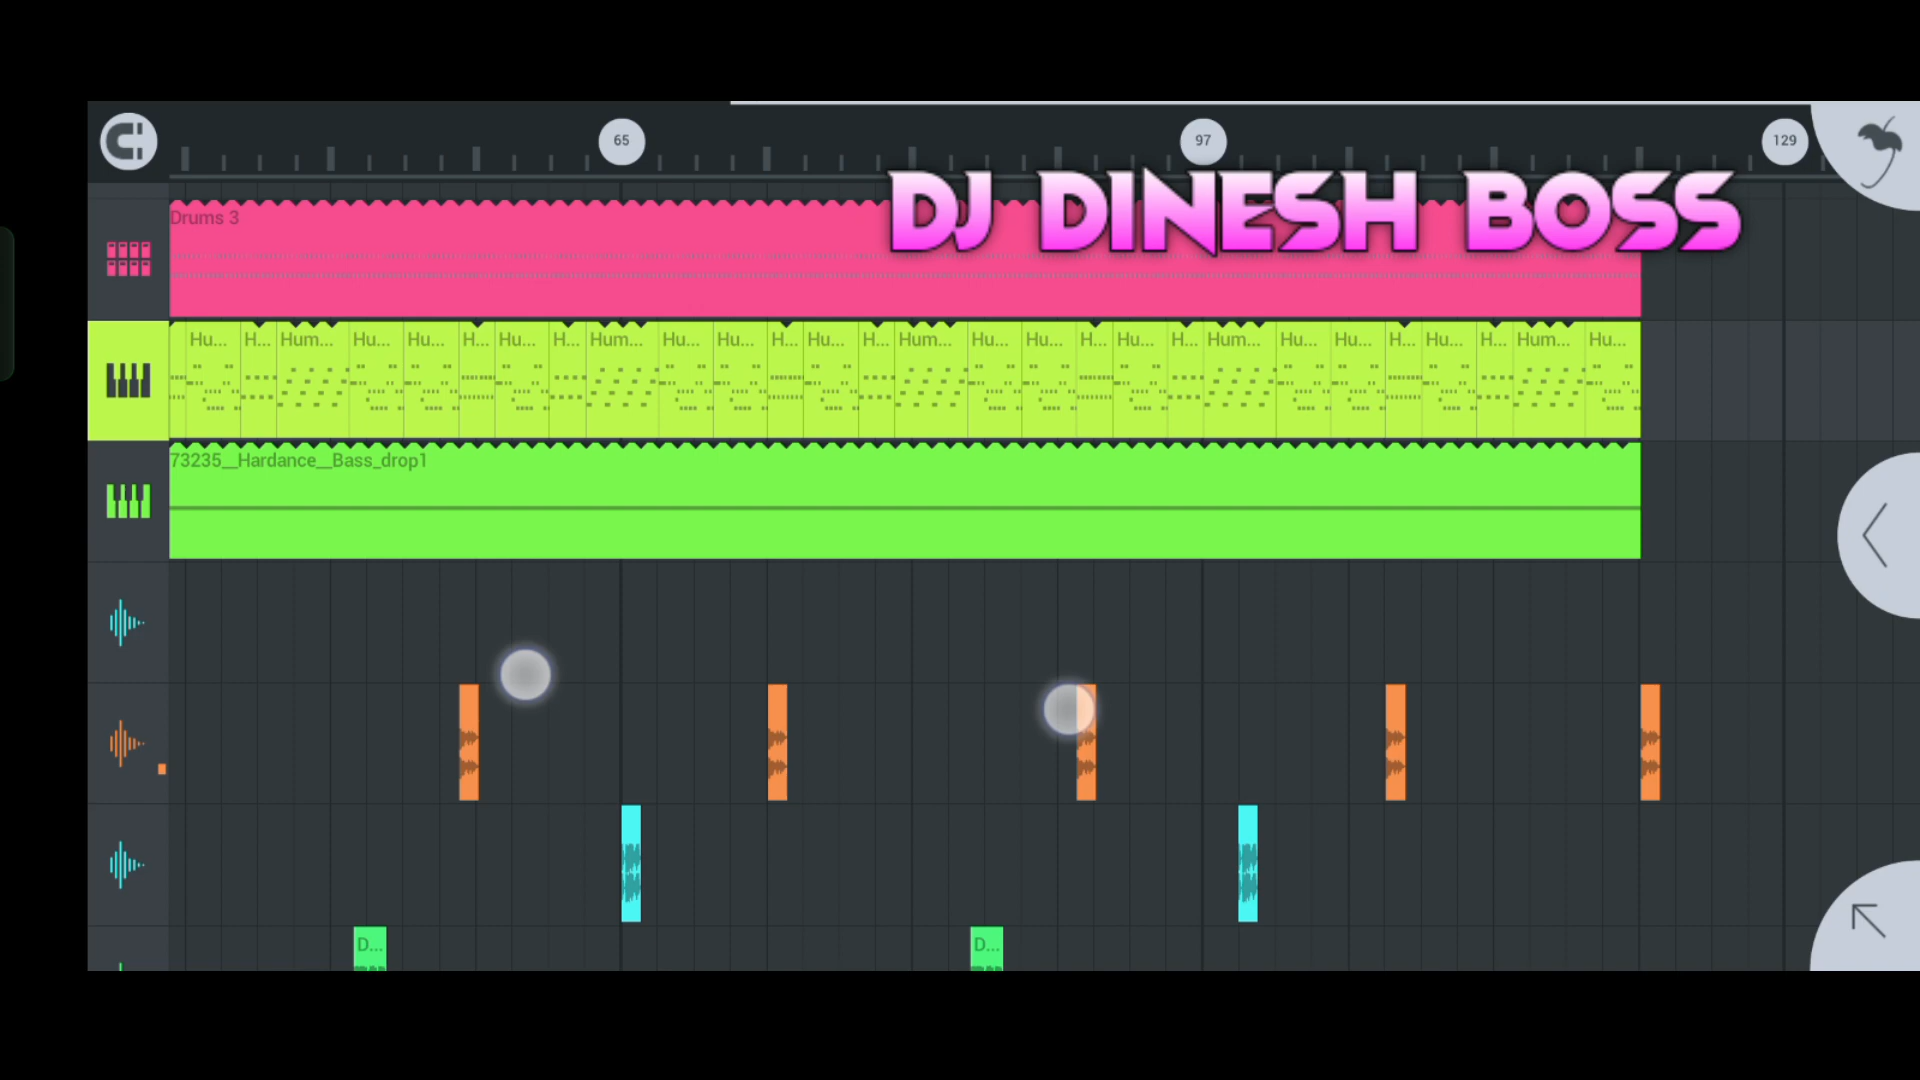 65 97 129
DJ DINESH BOSS
Drums 3
Hu... H... Hum... Hu... Hu... H... Hu... H... Hum... Hu... Hu... H... Hu... H... Hum... Hu... Hu... H... Hu... H... Hum... Hu... Hu... H... Hu... H... Hum... Hu...
73235__Hardance__Bass_drop1
D... D...